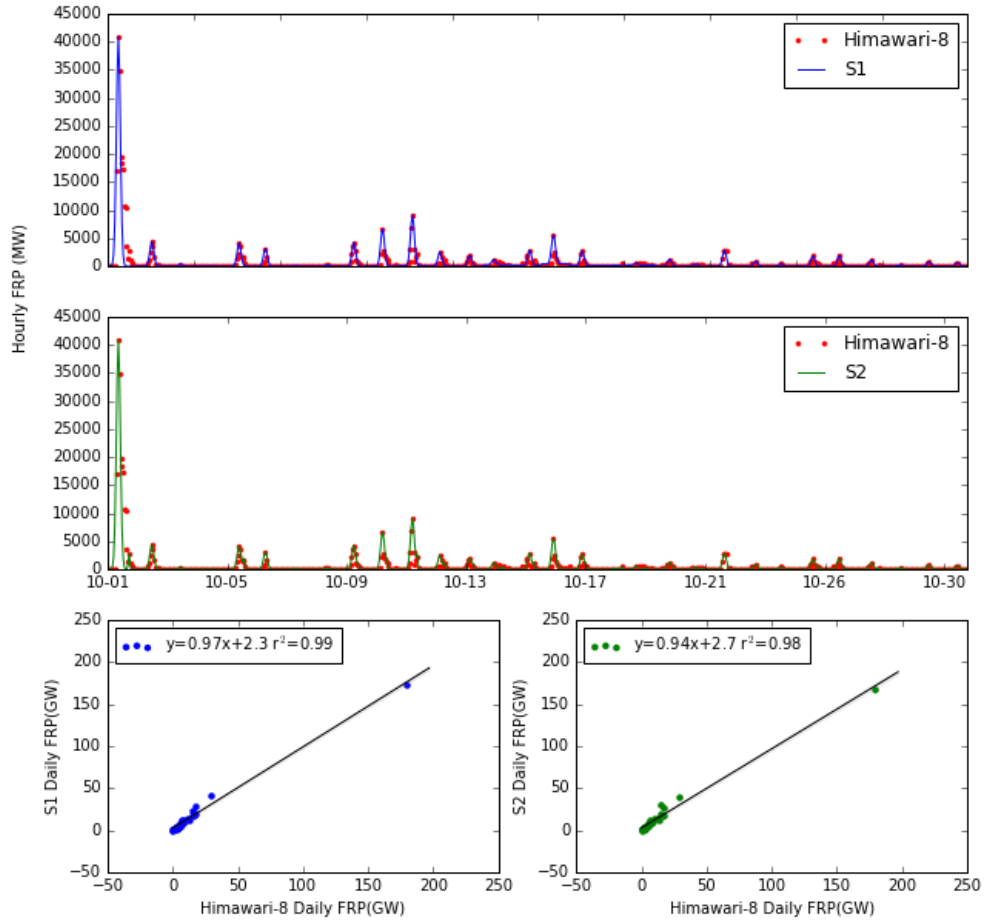 45000
40000
35000
30000
25000
20000
15000
10000
5000
0
Himawari-8
S1
Hourly FRP (MW)
45000
40000
35000
30000
25000
20000
15000
10000
5000
0
Himawari-8
S2
10-01 10-05 10-09 10-13 10-17 10-21 10-26 10-30
250
200
150
100
50
0
−50
S1 Daily FRP(GW)
y=0.97x+2.3 r²=0.99
−50 0 50 100 150 200 250
Himawari-8 Daily FRP(GW)
250
200
150
100
50
0
−50
S2 Daily FRP(GW)
y=0.94x+2.7 r²=0.98
−50 0 50 100 150 200 250
Himawari-8 Daily FRP(GW)